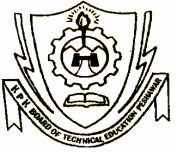 K.P.K BOARD OF TECHNICAL EDUCATION PESHAWAR